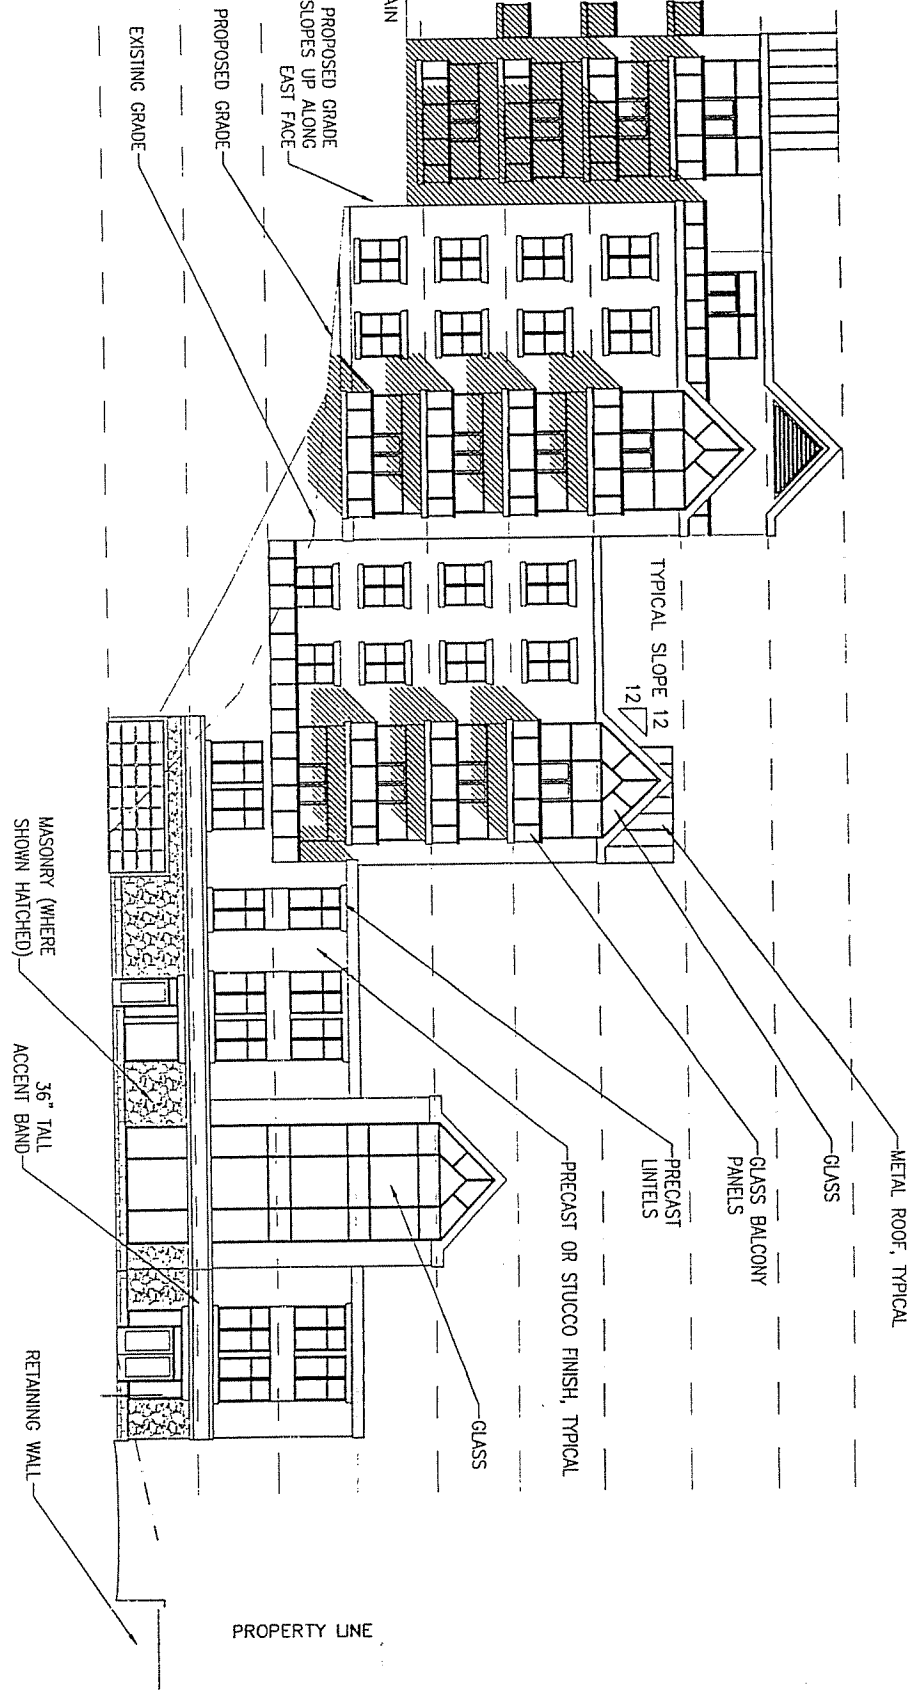 AIN
PROPOSED GRADE
SLOPES UP ALONG
EAST FACE
PROPOSED GRADE
EXISTING GRADE
TYPICAL SLOPE 12
12
METAL ROOF, TYPICAL
GLASS
GLASS BALCONY
PANELS
PRECAST
LINTELS
PRECAST OR STUCCO FINISH, TYPICAL
GLASS
MASONRY (WHERE
SHOWN HATCHED)
36" TALL
ACCENT BAND
RETAINING WALL
PROPERTY LINE